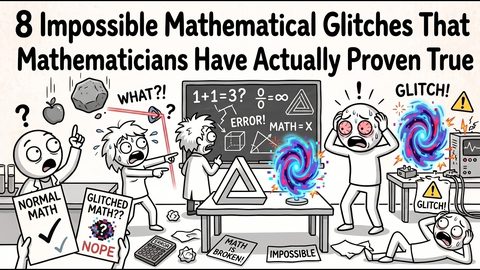 8 Impossible Mathematical Glitches That
Mathematicians Have Actually Proven True
?
WHAT?!
?
1+1=3?
0/0=∞
ERROR!
MATH=X
!
GLITCH!
!
NORMAL
MATH
GLITCHED
MATH??
?
NOPE
MATH IS
BROKEN!
IMPOSSIBLE
!
GLITCH!